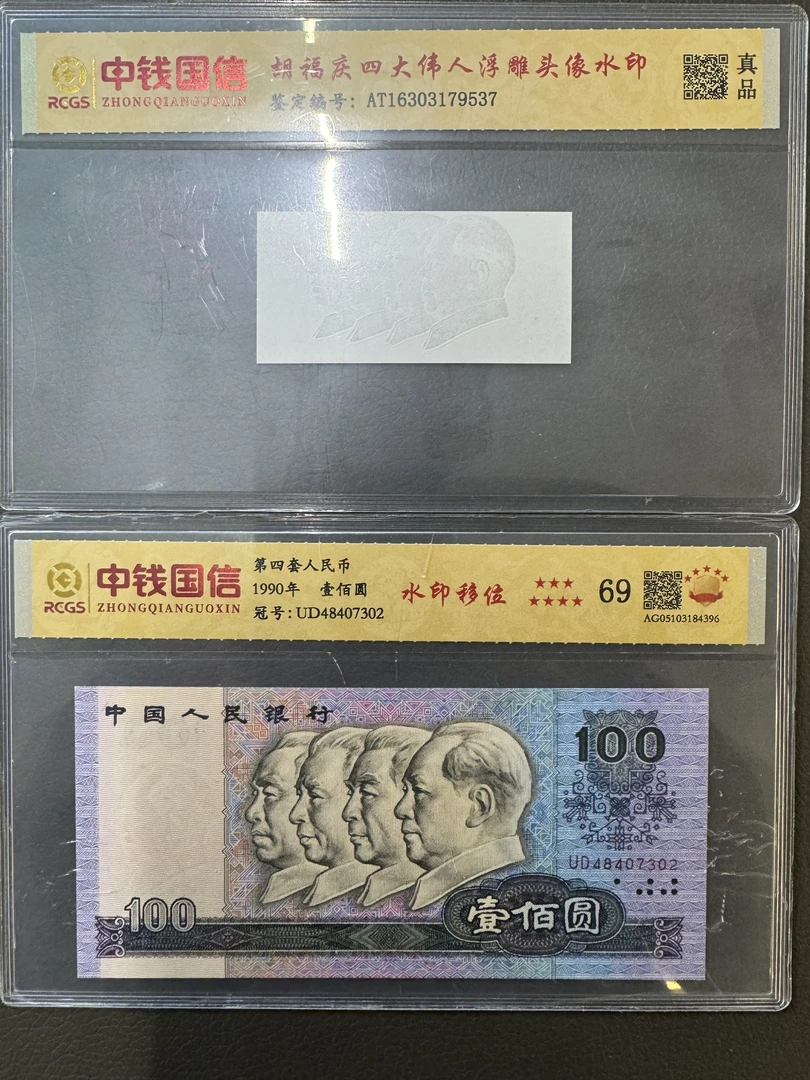 中钱国信
RCGS ZHONGQIANGUOXIN
胡福庆四大伟人浮雕头像水印
鉴定编号: AT16303179537
真品
中钱国信
RCGS ZHONGQIANGUOXIN
第四套人民币
1990年 壹佰圆
冠号: UD48407302
水印移位
★★★
★★★★
69
AG05103184396
中国人民银行
100
UD48407302
100
壹佰圆